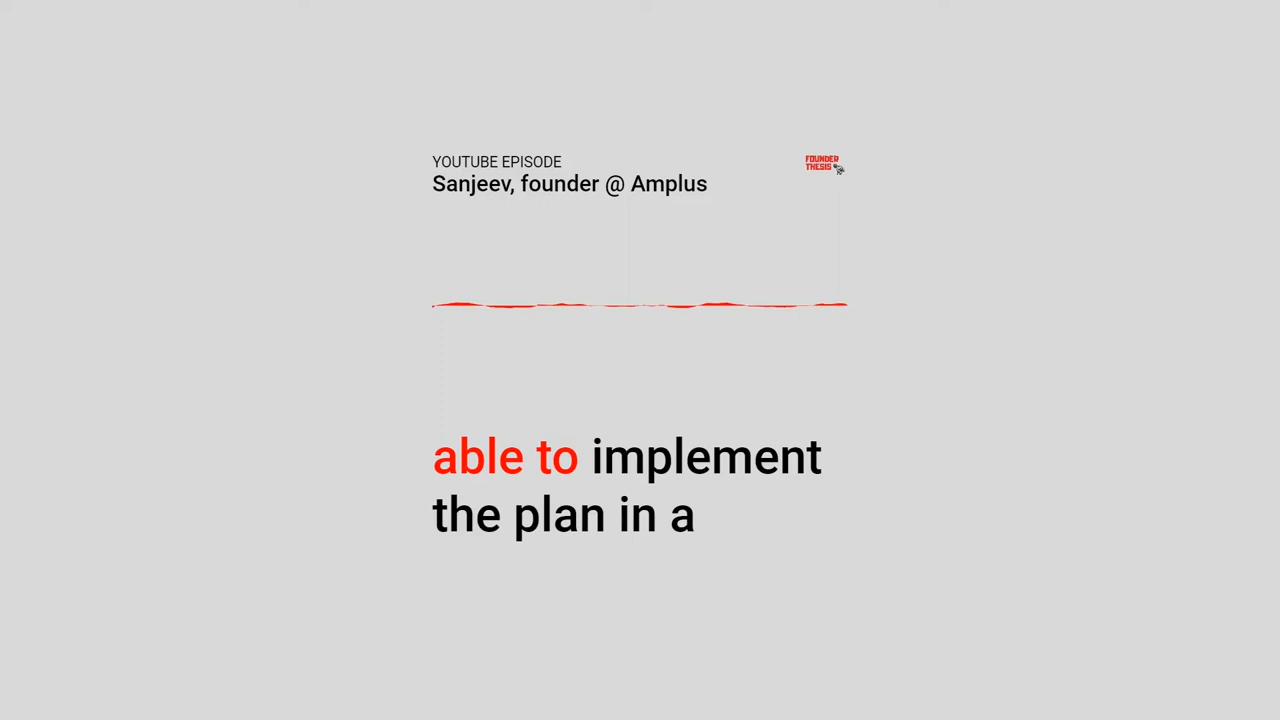 YOUTUBE EPISODE
Sanjeev, founder @ Amplus
FOUNDER
THESIS
able to implement
the plan in a